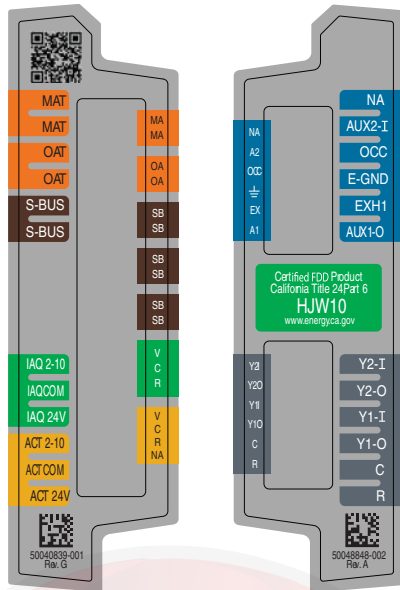 MAT
MAT
OAT
OAT
S-BUS
S-BUS
IAQ 2-10
IAQCOM
IAQ 24V
ACT 2-10
ACTCOM
ACT 24V
50040839-001
Rev. G
MA
MA
OA
OA
SB
SB
SB
SB
SB
SB
V
C
R
V
C
R
NA
NA
A2
OCC
EX
A1
NA
AUX2-I
OCC
E-GND
EXH1
AUX1-O
Certified FDD Product
California Title 24,Part 6
HJW10
www.energy.ca.gov
Y2I
Y2O
Y1I
Y1O
C
R
Y2-I
Y2-O
Y1-I
Y1-O
C
R
50048848-002
Rev. A